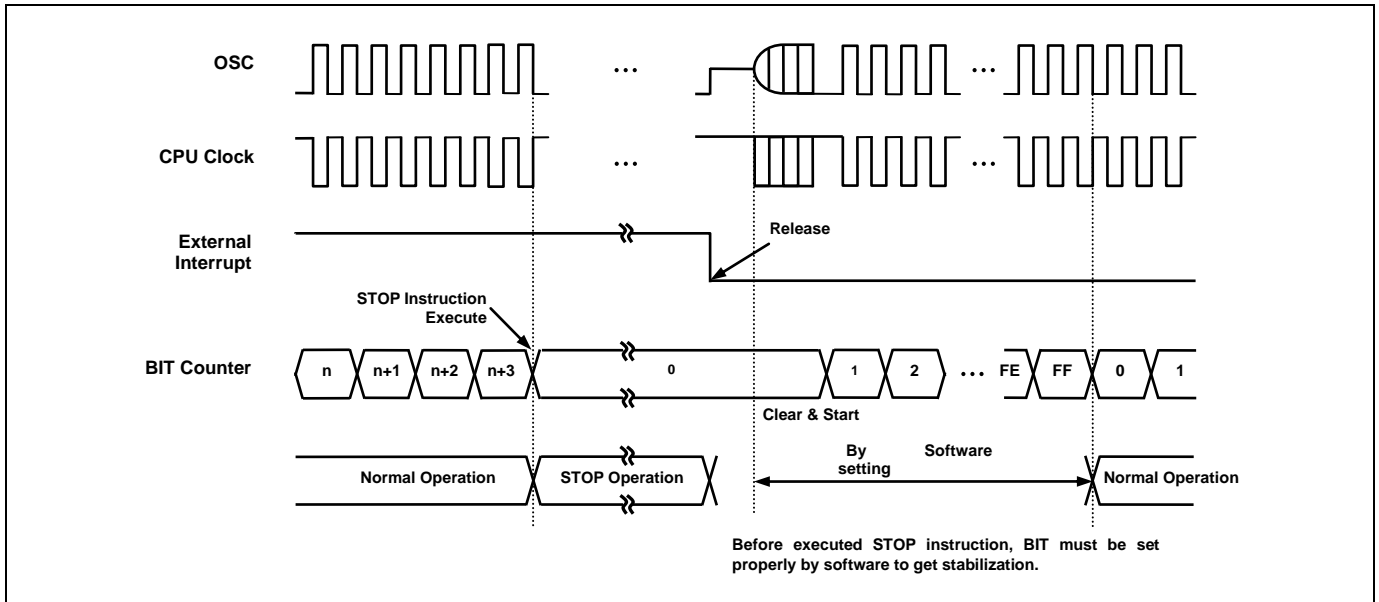 OSC
...
...
CPU Clock
...
...
External
Interrupt
Release
STOP Instruction
Execute
BIT Counter
n
n+1
n+2
n+3
0
1
2
...
FE
FF
0
1
Clear & Start
Normal Operation
STOP Operation
By Software
setting
Normal Operation
Before executed STOP instruction, BIT must be set
properly by software to get stabilization.